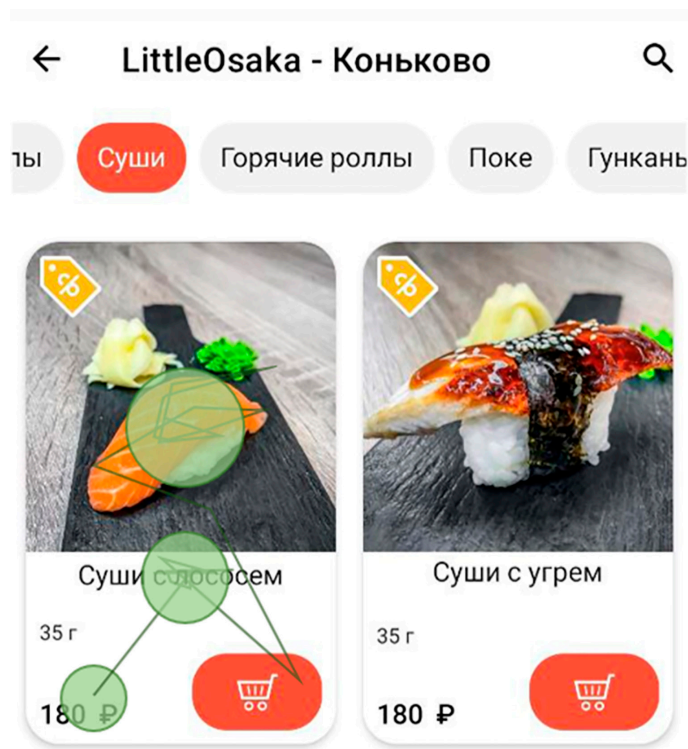 LittleOsaka - Коньково
лы Суши Горячие роллы Поке Гункань
Суши с лососем
Суши с угрем
35 г
35 г
180 ₽
180 ₽